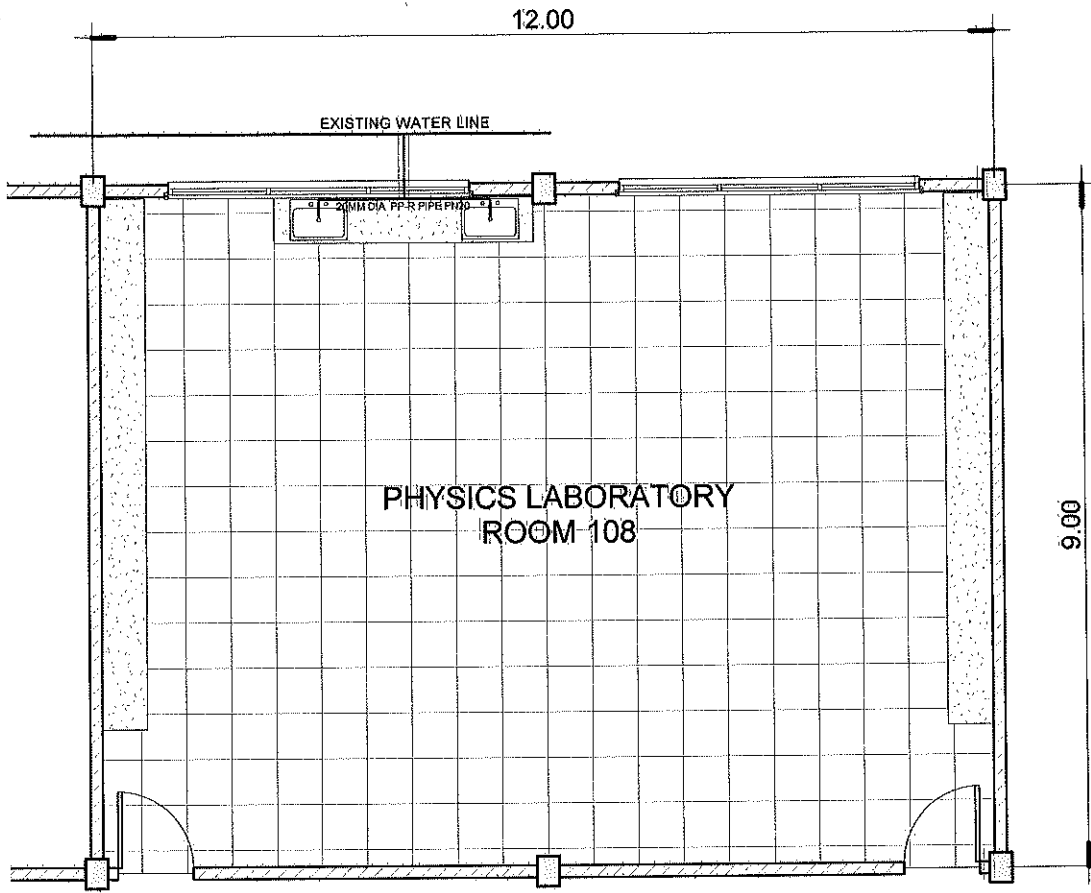 12.00
EXISTING WATER LINE
20MM DIA PP-R PIPE PN20
PHYSICS LABORATORY
ROOM 108
9.00